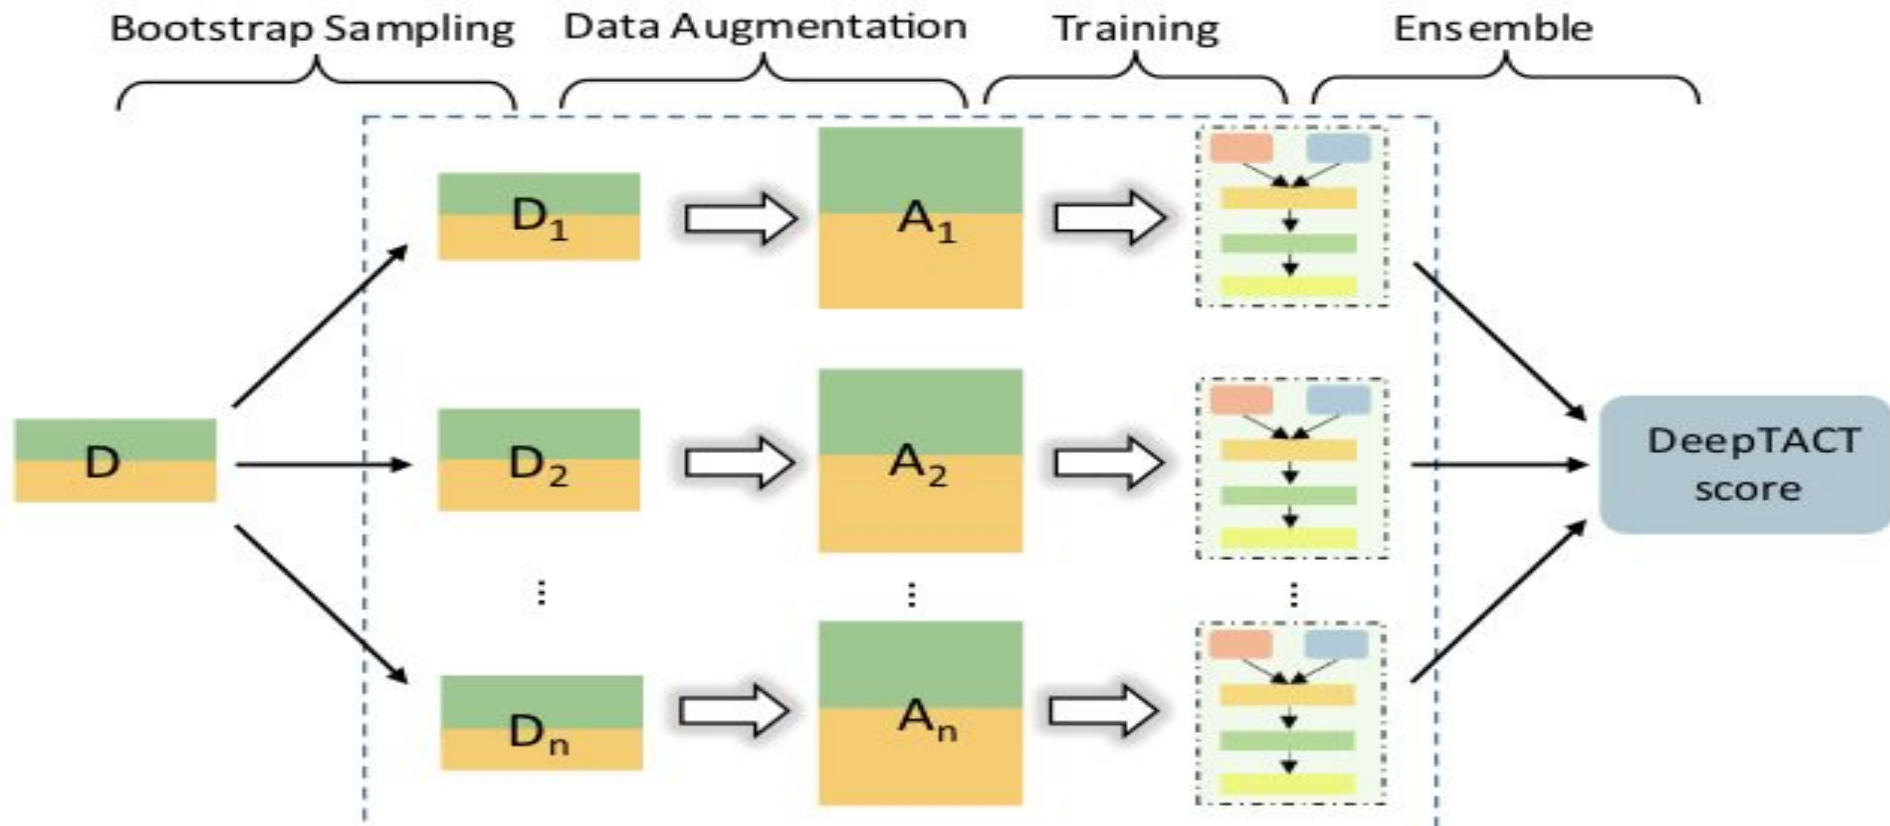 Bootstrap Sampling Data Augmentation Training Ensemble
D₁ A₁
D D₂ A₂ DeepTACT
score
⋮ ⋮ ⋮
Dₙ Aₙ